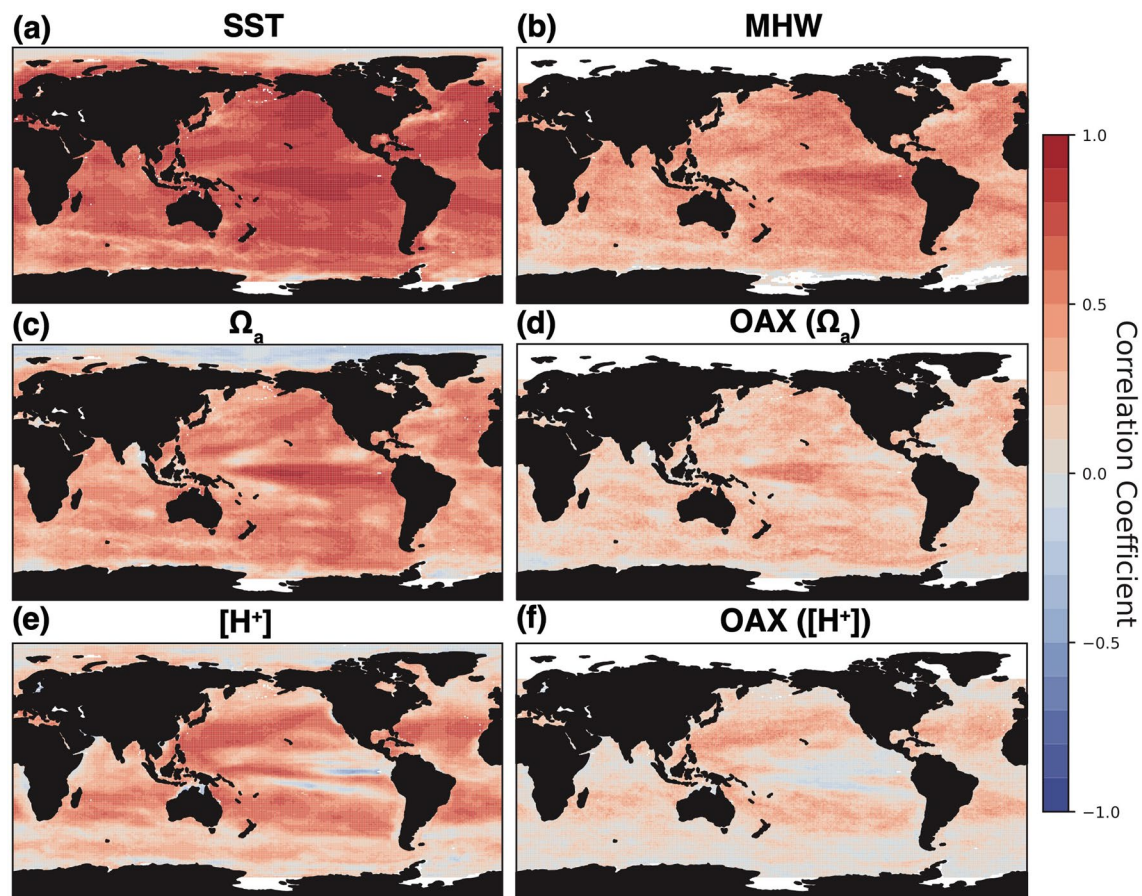 (a) SST
(b) MHW
(c) Ωₐ
(d) OAX (Ωₐ)
(e) [H⁺]
(f) OAX ([H⁺])
1.0
0.5
0.0
−0.5
−1.0
Correlation Coefficient